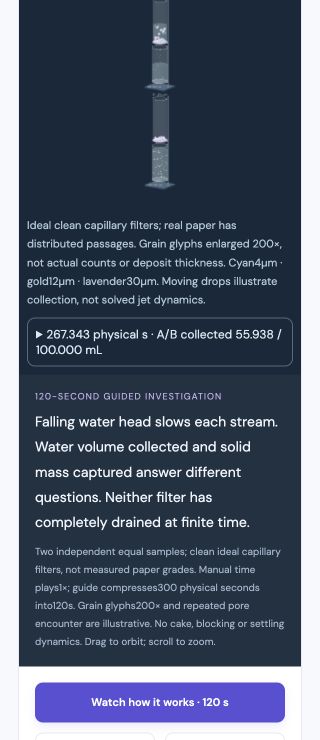 Ideal clean capillary filters; real paper has
distributed passages. Grain glyphs enlarged 200×,
not actual counts or deposit thickness. Cyan4µm ·
gold12µm · lavender30µm. Moving drops illustrate
collection, not solved jet dynamics.
▶ 267.343 physical s · A/B collected 55.938 /
100.000 mL
120-SECOND GUIDED INVESTIGATION
Falling water head slows each stream.
Water volume collected and solid
mass captured answer different
questions. Neither filter has
completely drained at finite time.
Two independent equal samples; clean ideal capillary
filters, not measured paper grades. Manual time
plays1×; guide compresses300 physical seconds
into120s. Grain glyphs200× and repeated pore
encounter are illustrative. No cake, blocking or settling
dynamics. Drag to orbit; scroll to zoom.
Watch how it works · 120 s